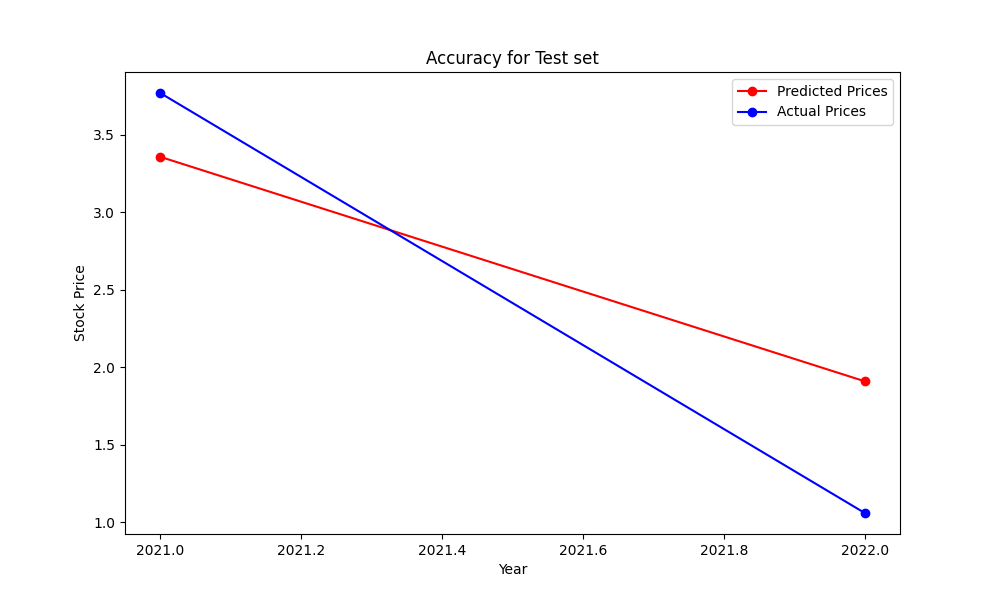 Accuracy for Test set
Predicted Prices
Actual Prices
3.5
3.0
2.5
2.0
1.5
1.0
Stock Price
2021.0 2021.2 2021.4 2021.6 2021.8 2022.0
Year